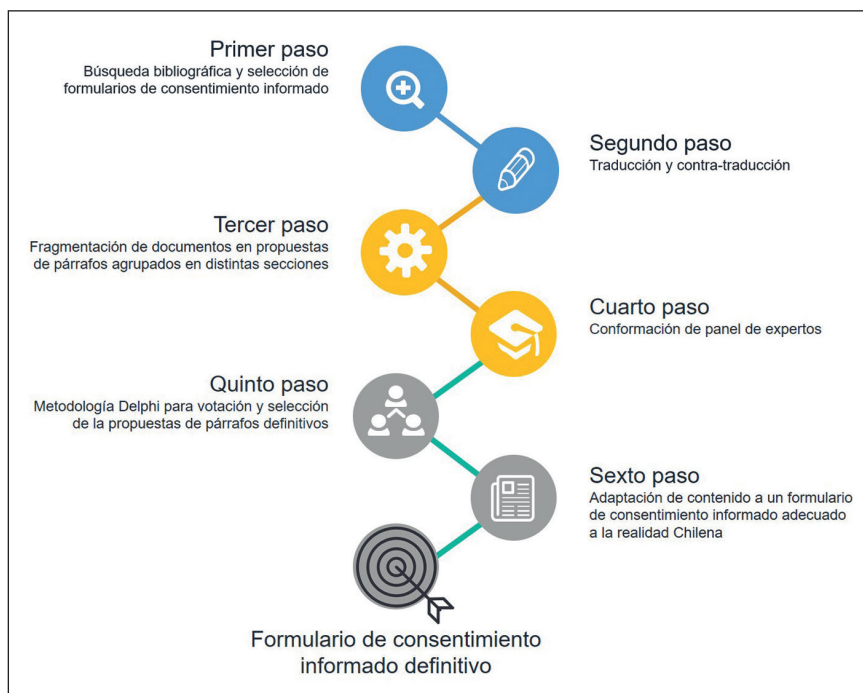 Primer paso
Búsqueda bibliográfica y selección de
formularios de consentimiento informado
Segundo paso
Traducción y contra-traducción
Tercer paso
Fragmentación de documentos en propuestas
de párrafos agrupados en distintas secciones
Cuarto paso
Conformación de panel de expertos
Quinto paso
Metodología Delphi para votación y selección
de la propuestas de párrafos definitivos
Sexto paso
Adaptación de contenido a un formulario
de consentimiento informado adecuado
a la realidad Chilena
Formulario de consentimiento
informado definitivo